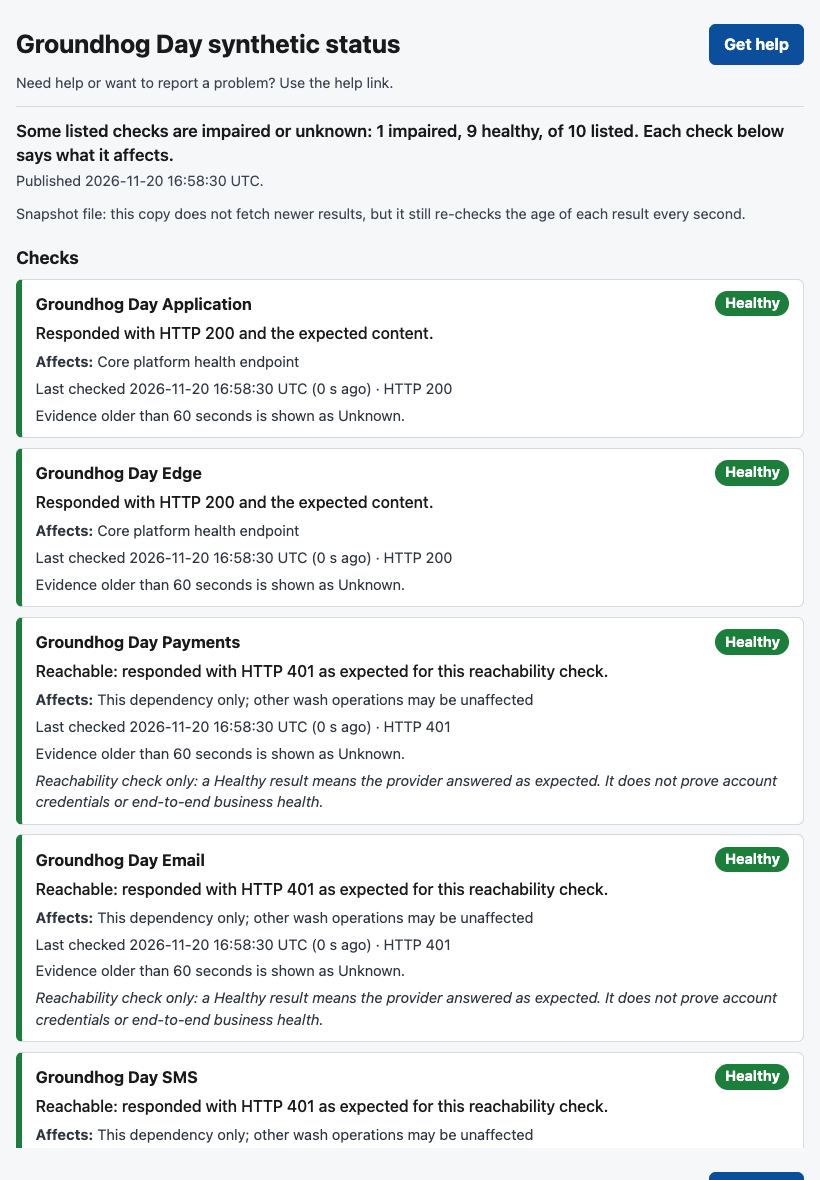 Groundhog Day synthetic status
Get help
Need help or want to report a problem? Use the help link.
Some listed checks are impaired or unknown: 1 impaired, 9 healthy, of 10 listed. Each check below
says what it affects.
Published 2026-11-20 16:58:30 UTC.
Snapshot file: this copy does not fetch newer results, but it still re-checks the age of each result every second.
Checks
Groundhog Day Application
Healthy
Responded with HTTP 200 and the expected content.
Affects: Core platform health endpoint
Last checked 2026-11-20 16:58:30 UTC (0 s ago) · HTTP 200
Evidence older than 60 seconds is shown as Unknown.
Groundhog Day Edge
Healthy
Responded with HTTP 200 and the expected content.
Affects: Core platform health endpoint
Last checked 2026-11-20 16:58:30 UTC (0 s ago) · HTTP 200
Evidence older than 60 seconds is shown as Unknown.
Groundhog Day Payments
Healthy
Reachable: responded with HTTP 401 as expected for this reachability check.
Affects: This dependency only; other wash operations may be unaffected
Last checked 2026-11-20 16:58:30 UTC (0 s ago) · HTTP 401
Evidence older than 60 seconds is shown as Unknown.
Reachability check only: a Healthy result means the provider answered as expected. It does not prove account
credentials or end-to-end business health.
Groundhog Day Email
Healthy
Reachable: responded with HTTP 401 as expected for this reachability check.
Affects: This dependency only; other wash operations may be unaffected
Last checked 2026-11-20 16:58:30 UTC (0 s ago) · HTTP 401
Evidence older than 60 seconds is shown as Unknown.
Reachability check only: a Healthy result means the provider answered as expected. It does not prove account
credentials or end-to-end business health.
Groundhog Day SMS
Healthy
Reachable: responded with HTTP 401 as expected for this reachability check.
Affects: This dependency only; other wash operations may be unaffected